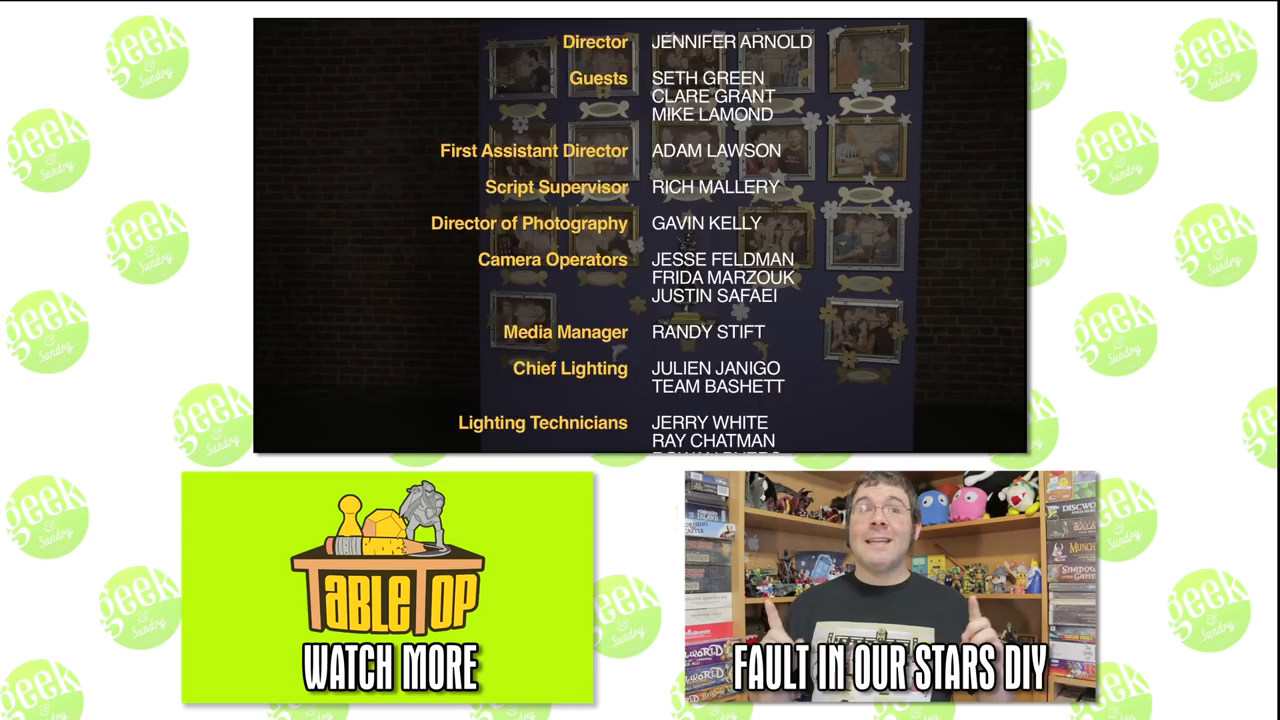 Director JENNIFER ARNOLD
Guests SETH GREEN
CLARE GRANT
MIKE LAMOND
First Assistant Director ADAM LAWSON
Script Supervisor RICH MALLERY
Director of Photography GAVIN KELLY
Camera Operators JESSE FELDMAN
FRIDA MARZOUK
JUSTIN SAFAEI
Media Manager RANDY STIFT
Chief Lighting JULIEN JANIGO
TEAM BASHETT
Lighting Technicians JERRY WHITE
RAY CHATMAN
TABLETOP
WATCH MORE
FAULT IN OUR STARS DIY
geek & Sundry